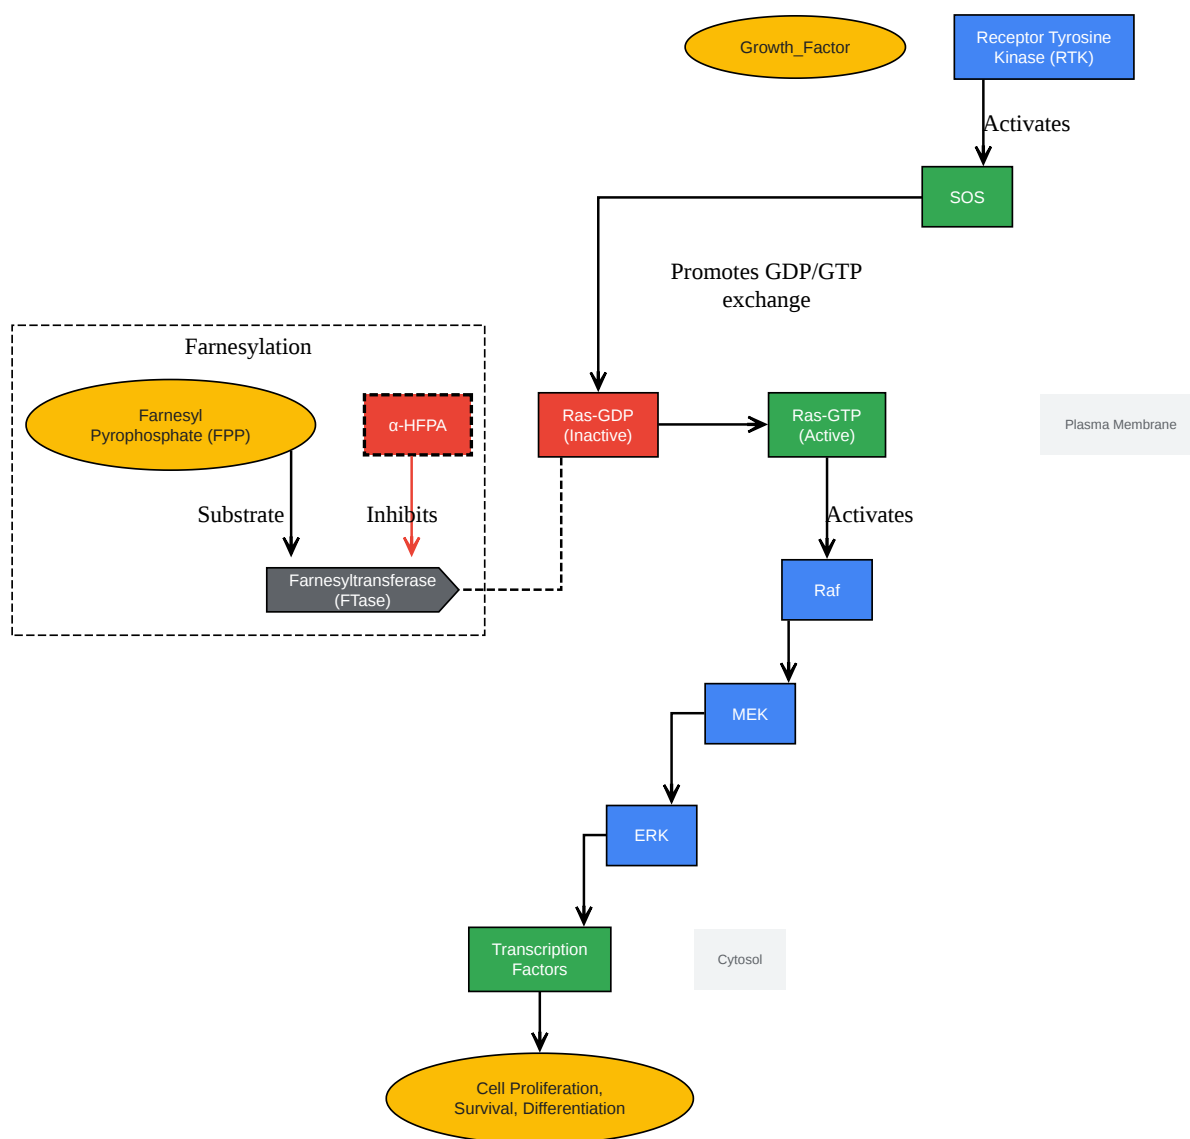 Growth_Factor
Receptor Tyrosine
Kinase (RTK)
Activates
SOS
Promotes GDP/GTP
exchange
Farnesylation
Farnesyl
Pyrophosphate (FPP)
α-HFPA
Ras-GDP
(Inactive)
Ras-GTP
(Active)
Plasma Membrane
Substrate
Inhibits
Activates
Farnesyltransferase
(FTase)
Raf
MEK
ERK
Transcription
Factors
Cytosol
Cell Proliferation,
Survival, Differentiation